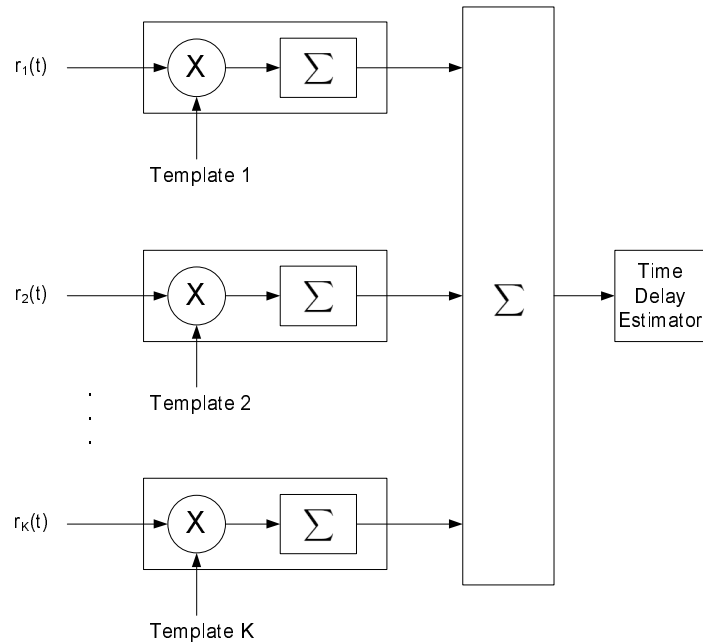 r₁(t)
X
∑
Template 1
r₂(t)
X
∑
Template 2
∑
Time
Delay
Estimator
.
.
.
rK(t)
X
∑
Template K